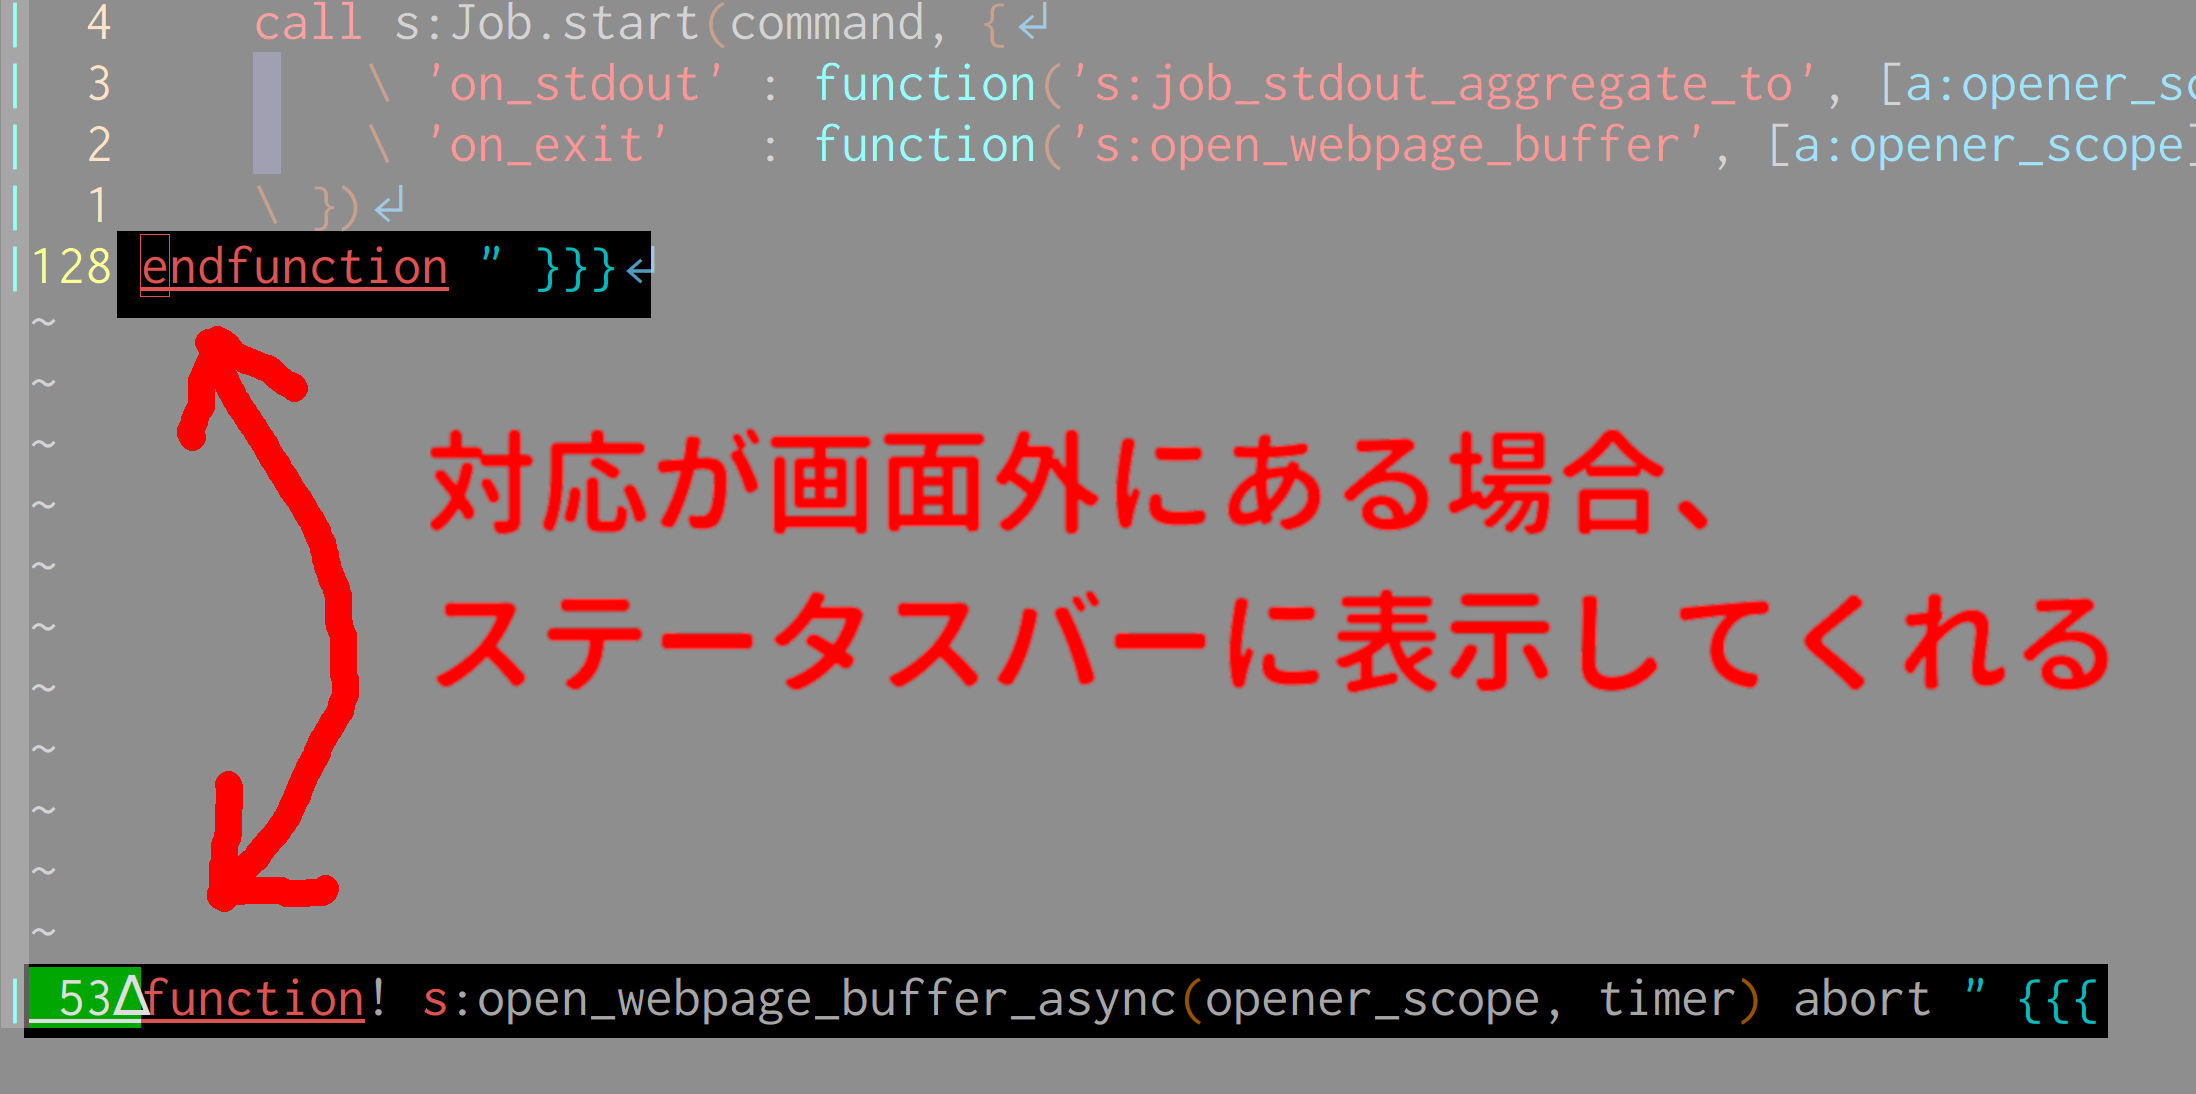 4 call s:Job.start(command, {↲
3 \ 'on_stdout' : function('s:job_stdout_aggregate_to', [a:opener_sc
2 \ 'on_exit' : function('s:open_webpage_buffer', [a:opener_scope]
1 \ })↲
128 endfunction " }}}↲
~
~
~
対応が画面外にある場合、
~
~
~
ステータスバーに表示してくれる
~
~
~
~
~
53Δfunction! s:open_webpage_buffer_async(opener_scope, timer) abort " {{{